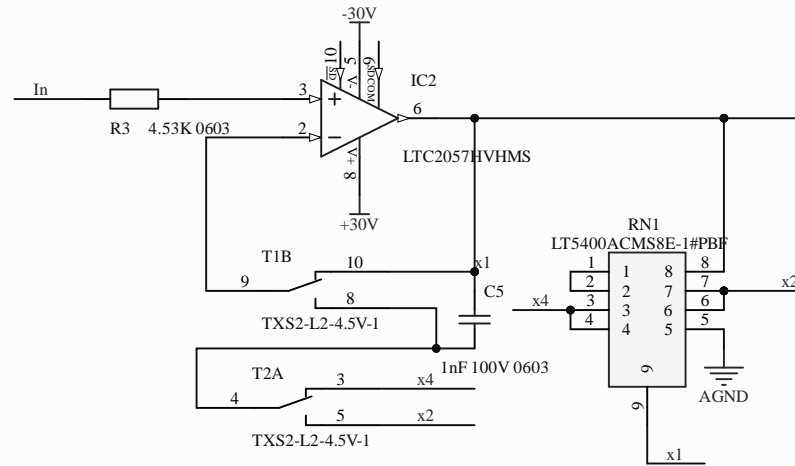 -30V
10
5
9
SD
V-
SDCOM
IC2
In
3
6
R3 4.53K 0603
2
LTC2057HVHMS
V+
8
+30V
RN1
LT5400ACMS8E-1#PBF
T1B
10
x1
9
8
TXS2-L2-4.5V-1
C5
1nF 100V 0603
1 1 8 8
2 2 7 7
x2
x4
3 3 6 6
4 4 5 5
9
AGND
9
x1
T2A
3
x4
4
5
x2
TXS2-L2-4.5V-1